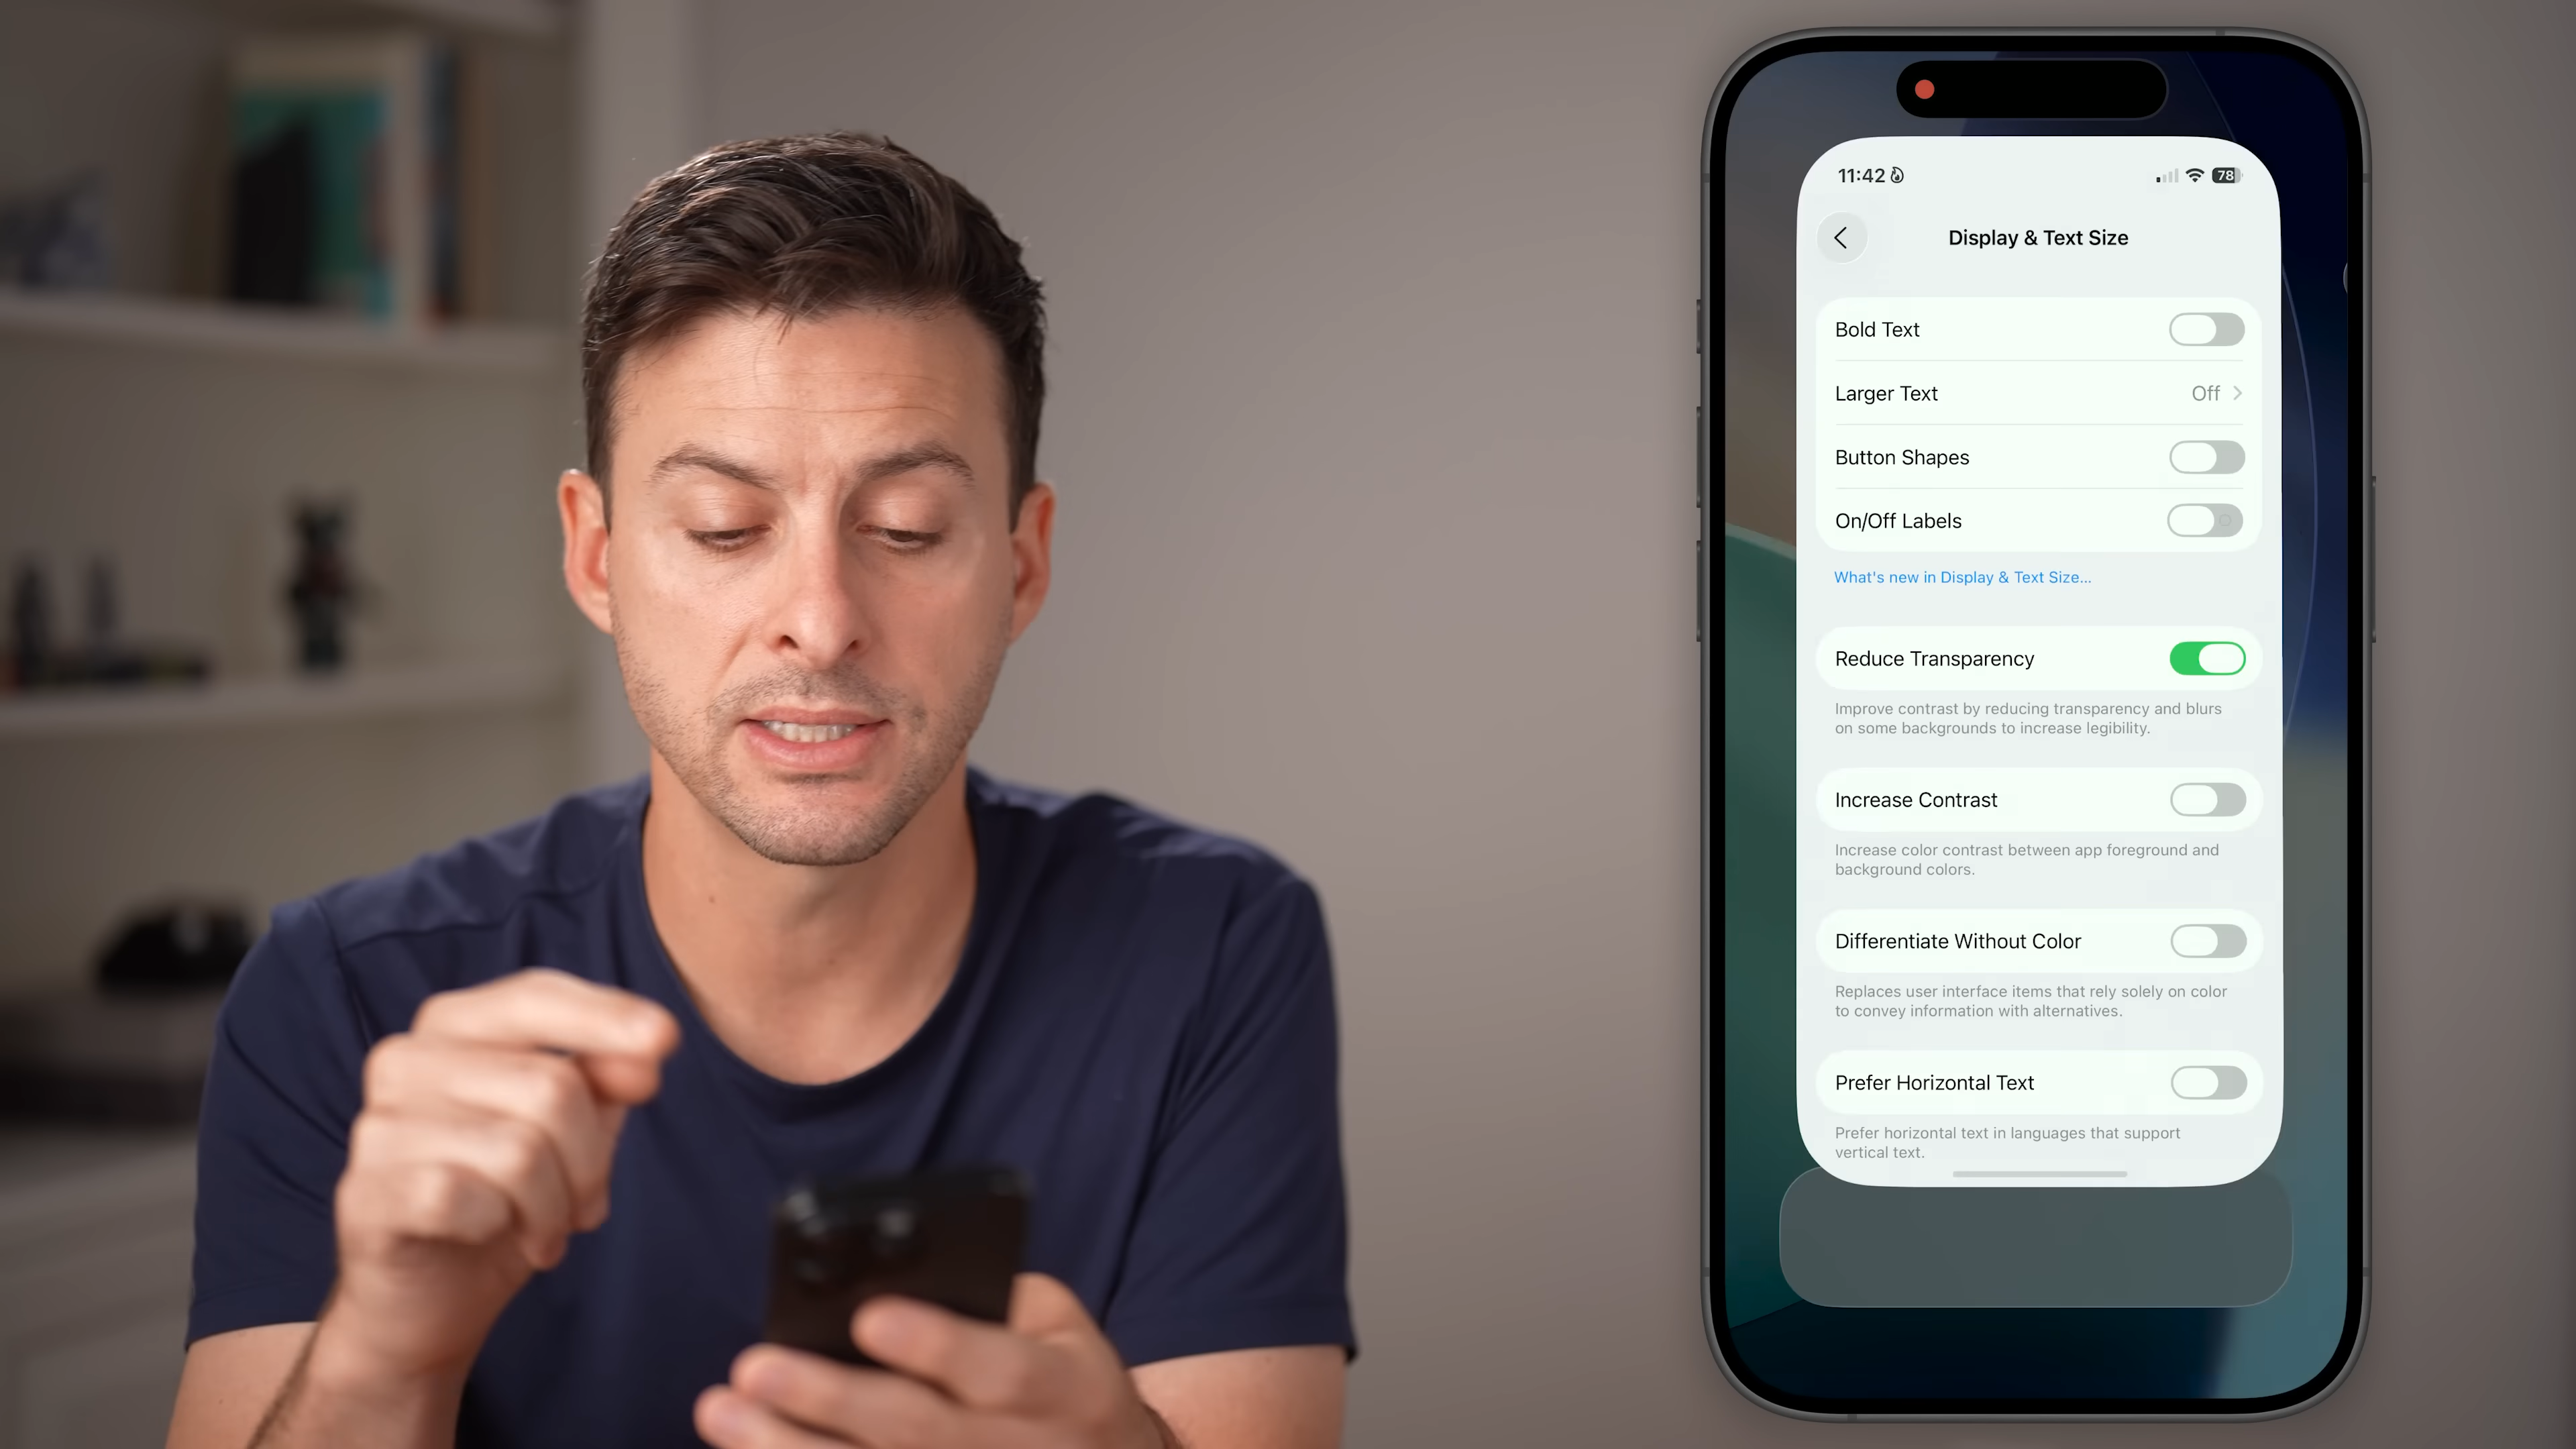 11:42
78
Display & Text Size
Bold Text
Larger Text Off
Button Shapes
On/Off Labels
What's new in Display & Text Size...
Reduce Transparency
Improve contrast by reducing transparency and blurs
on some backgrounds to increase legibility.
Increase Contrast
Increase color contrast between app foreground and
background colors.
Differentiate Without Color
Replaces user interface items that rely solely on color
to convey information with alternatives.
Prefer Horizontal Text
Prefer horizontal text in languages that support
vertical text.